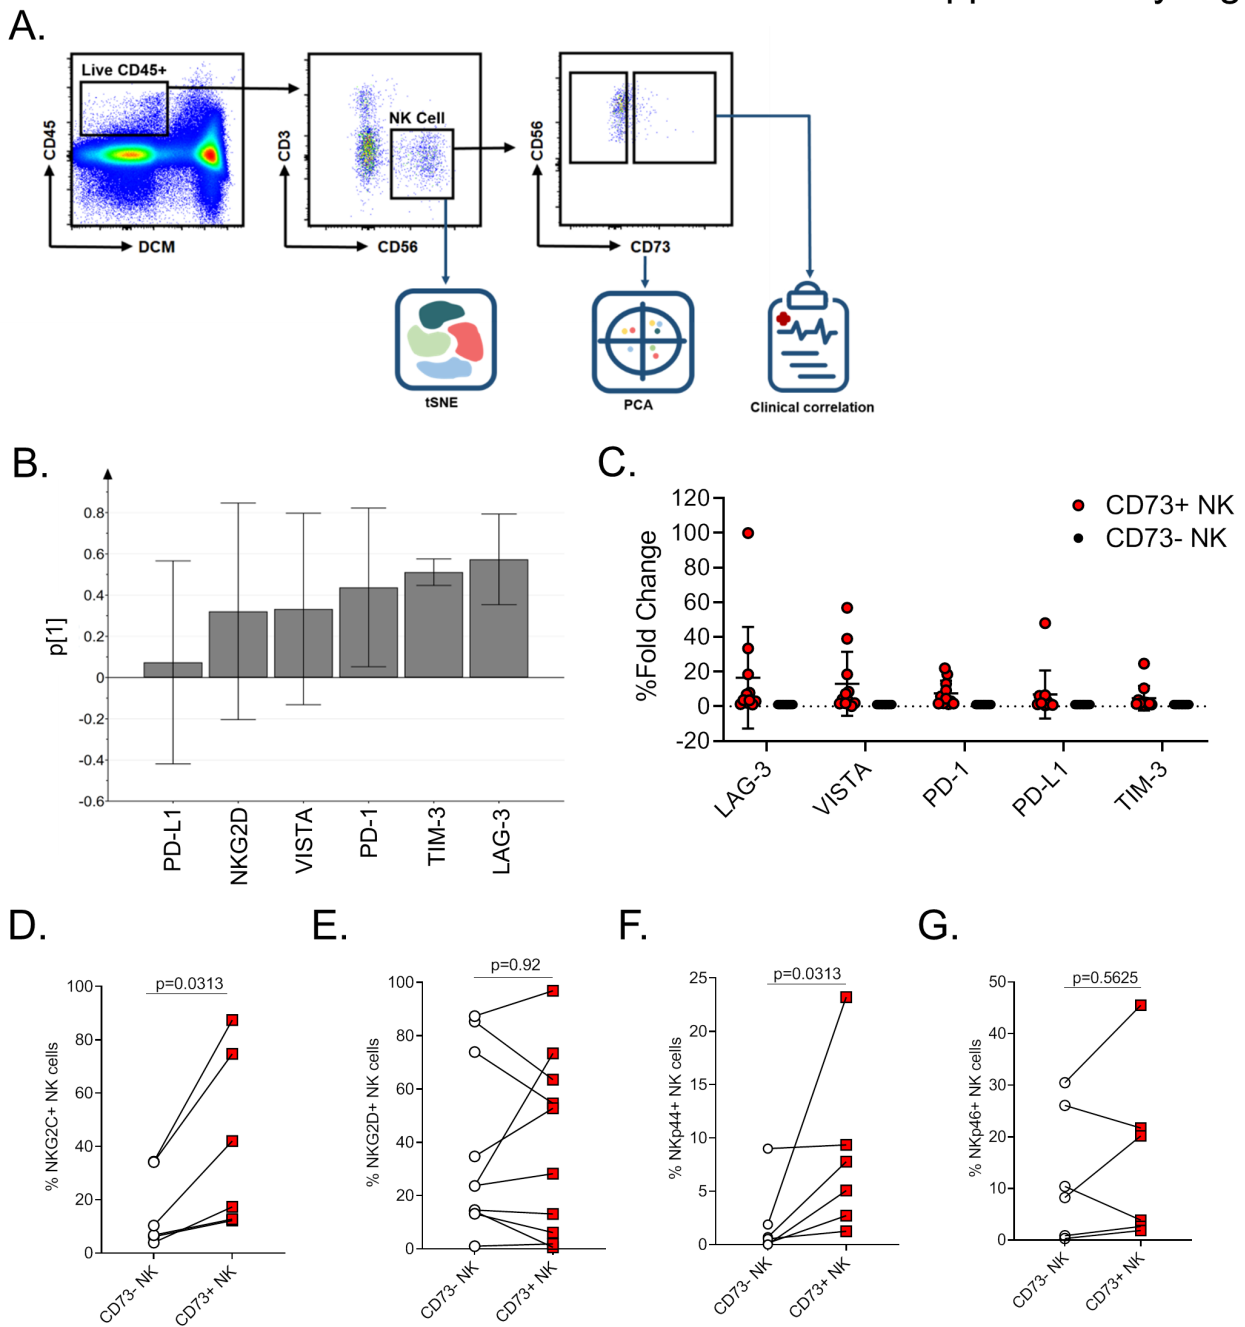 A.
Live CD45+
CD45
DCM
NK Cell
CD3
CD56
CD56
CD73
tSNE
PCA
Clinical correlation
B.
p[1]
0.8
0.6
0.4
0.2
0
-0.2
-0.4
-0.6
PD-L1
NKG2D
VISTA
PD-1
TIM-3
LAG-3
C.
%Fold Change
120
100
80
60
40
20
0
-20
CD73+ NK
CD73- NK
LAG-3
VISTA
PD-1
PD-L1
TIM-3
D.
p=0.0313
% NKG2C+ NK cells
100
80
60
40
20
0
CD73- NK
CD73+ NK
E.
p=0.92
% NKG2D+ NK cells
100
80
60
40
20
0
CD73- NK
CD73+ NK
F.
p=0.0313
% NKp44+ NK cells
25
20
15
10
5
0
CD73- NK
CD73+ NK
G.
p=0.5625
% NKp46+ NK cells
50
40
30
20
10
0
CD73- NK
CD73+ NK